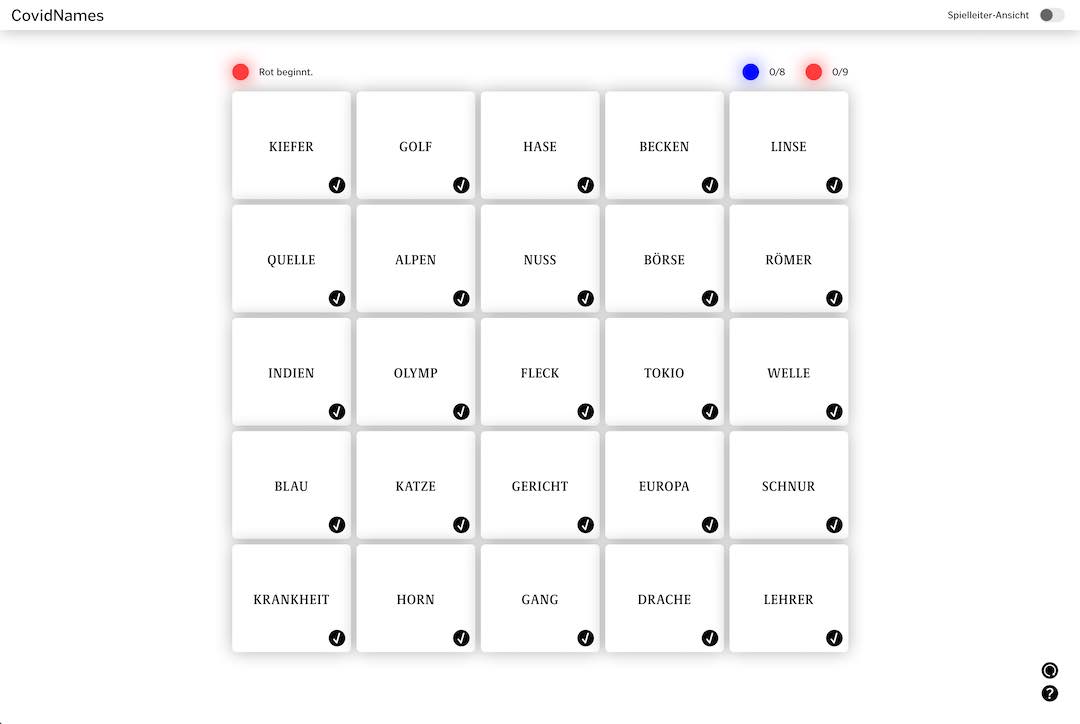 CovidNames
Spielleiter-Ansicht
Rot beginnt.
0/8
0/9
KIEFER
GOLF
HASE
BECKEN
LINSE
QUELLE
ALPEN
NUSS
BÖRSE
RÖMER
INDIEN
OLYMP
FLECK
TOKIO
WELLE
BLAU
KATZE
GERICHT
EUROPA
SCHNUR
KRANKHEIT
HORN
GANG
DRACHE
LEHRER